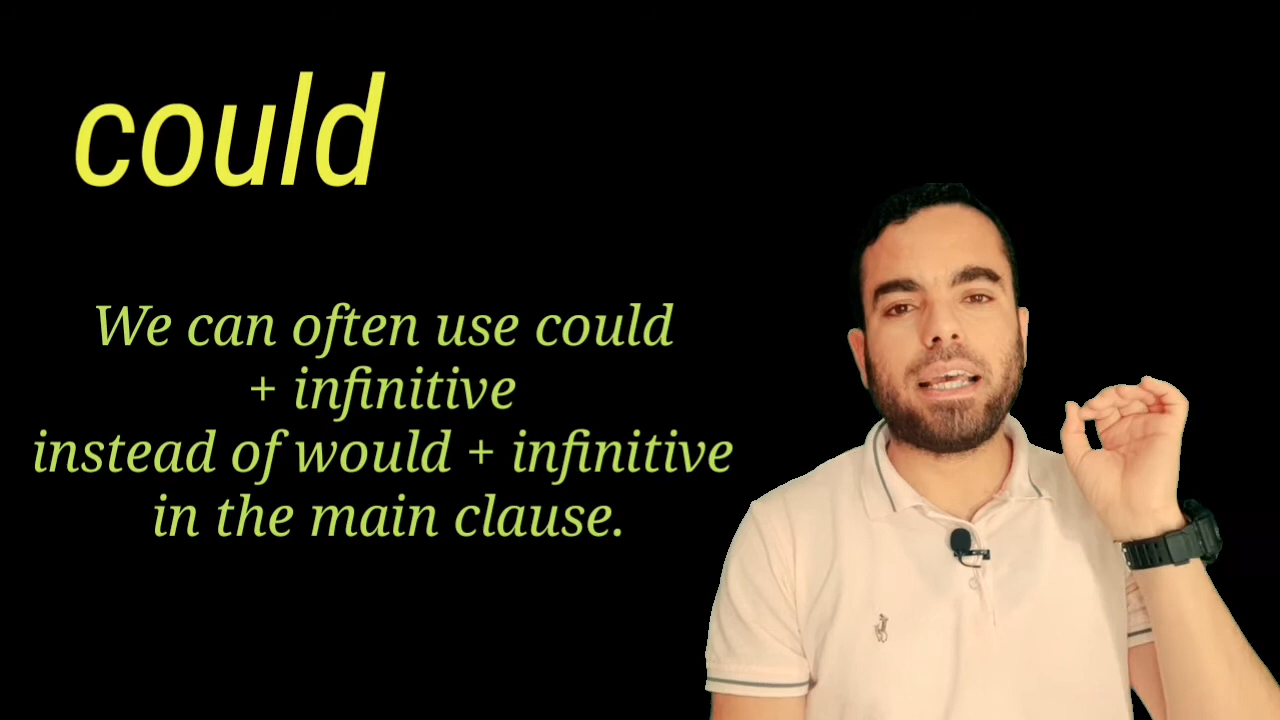 could
We can often use could
+ infinitive
instead of would + infinitive
in the main clause.